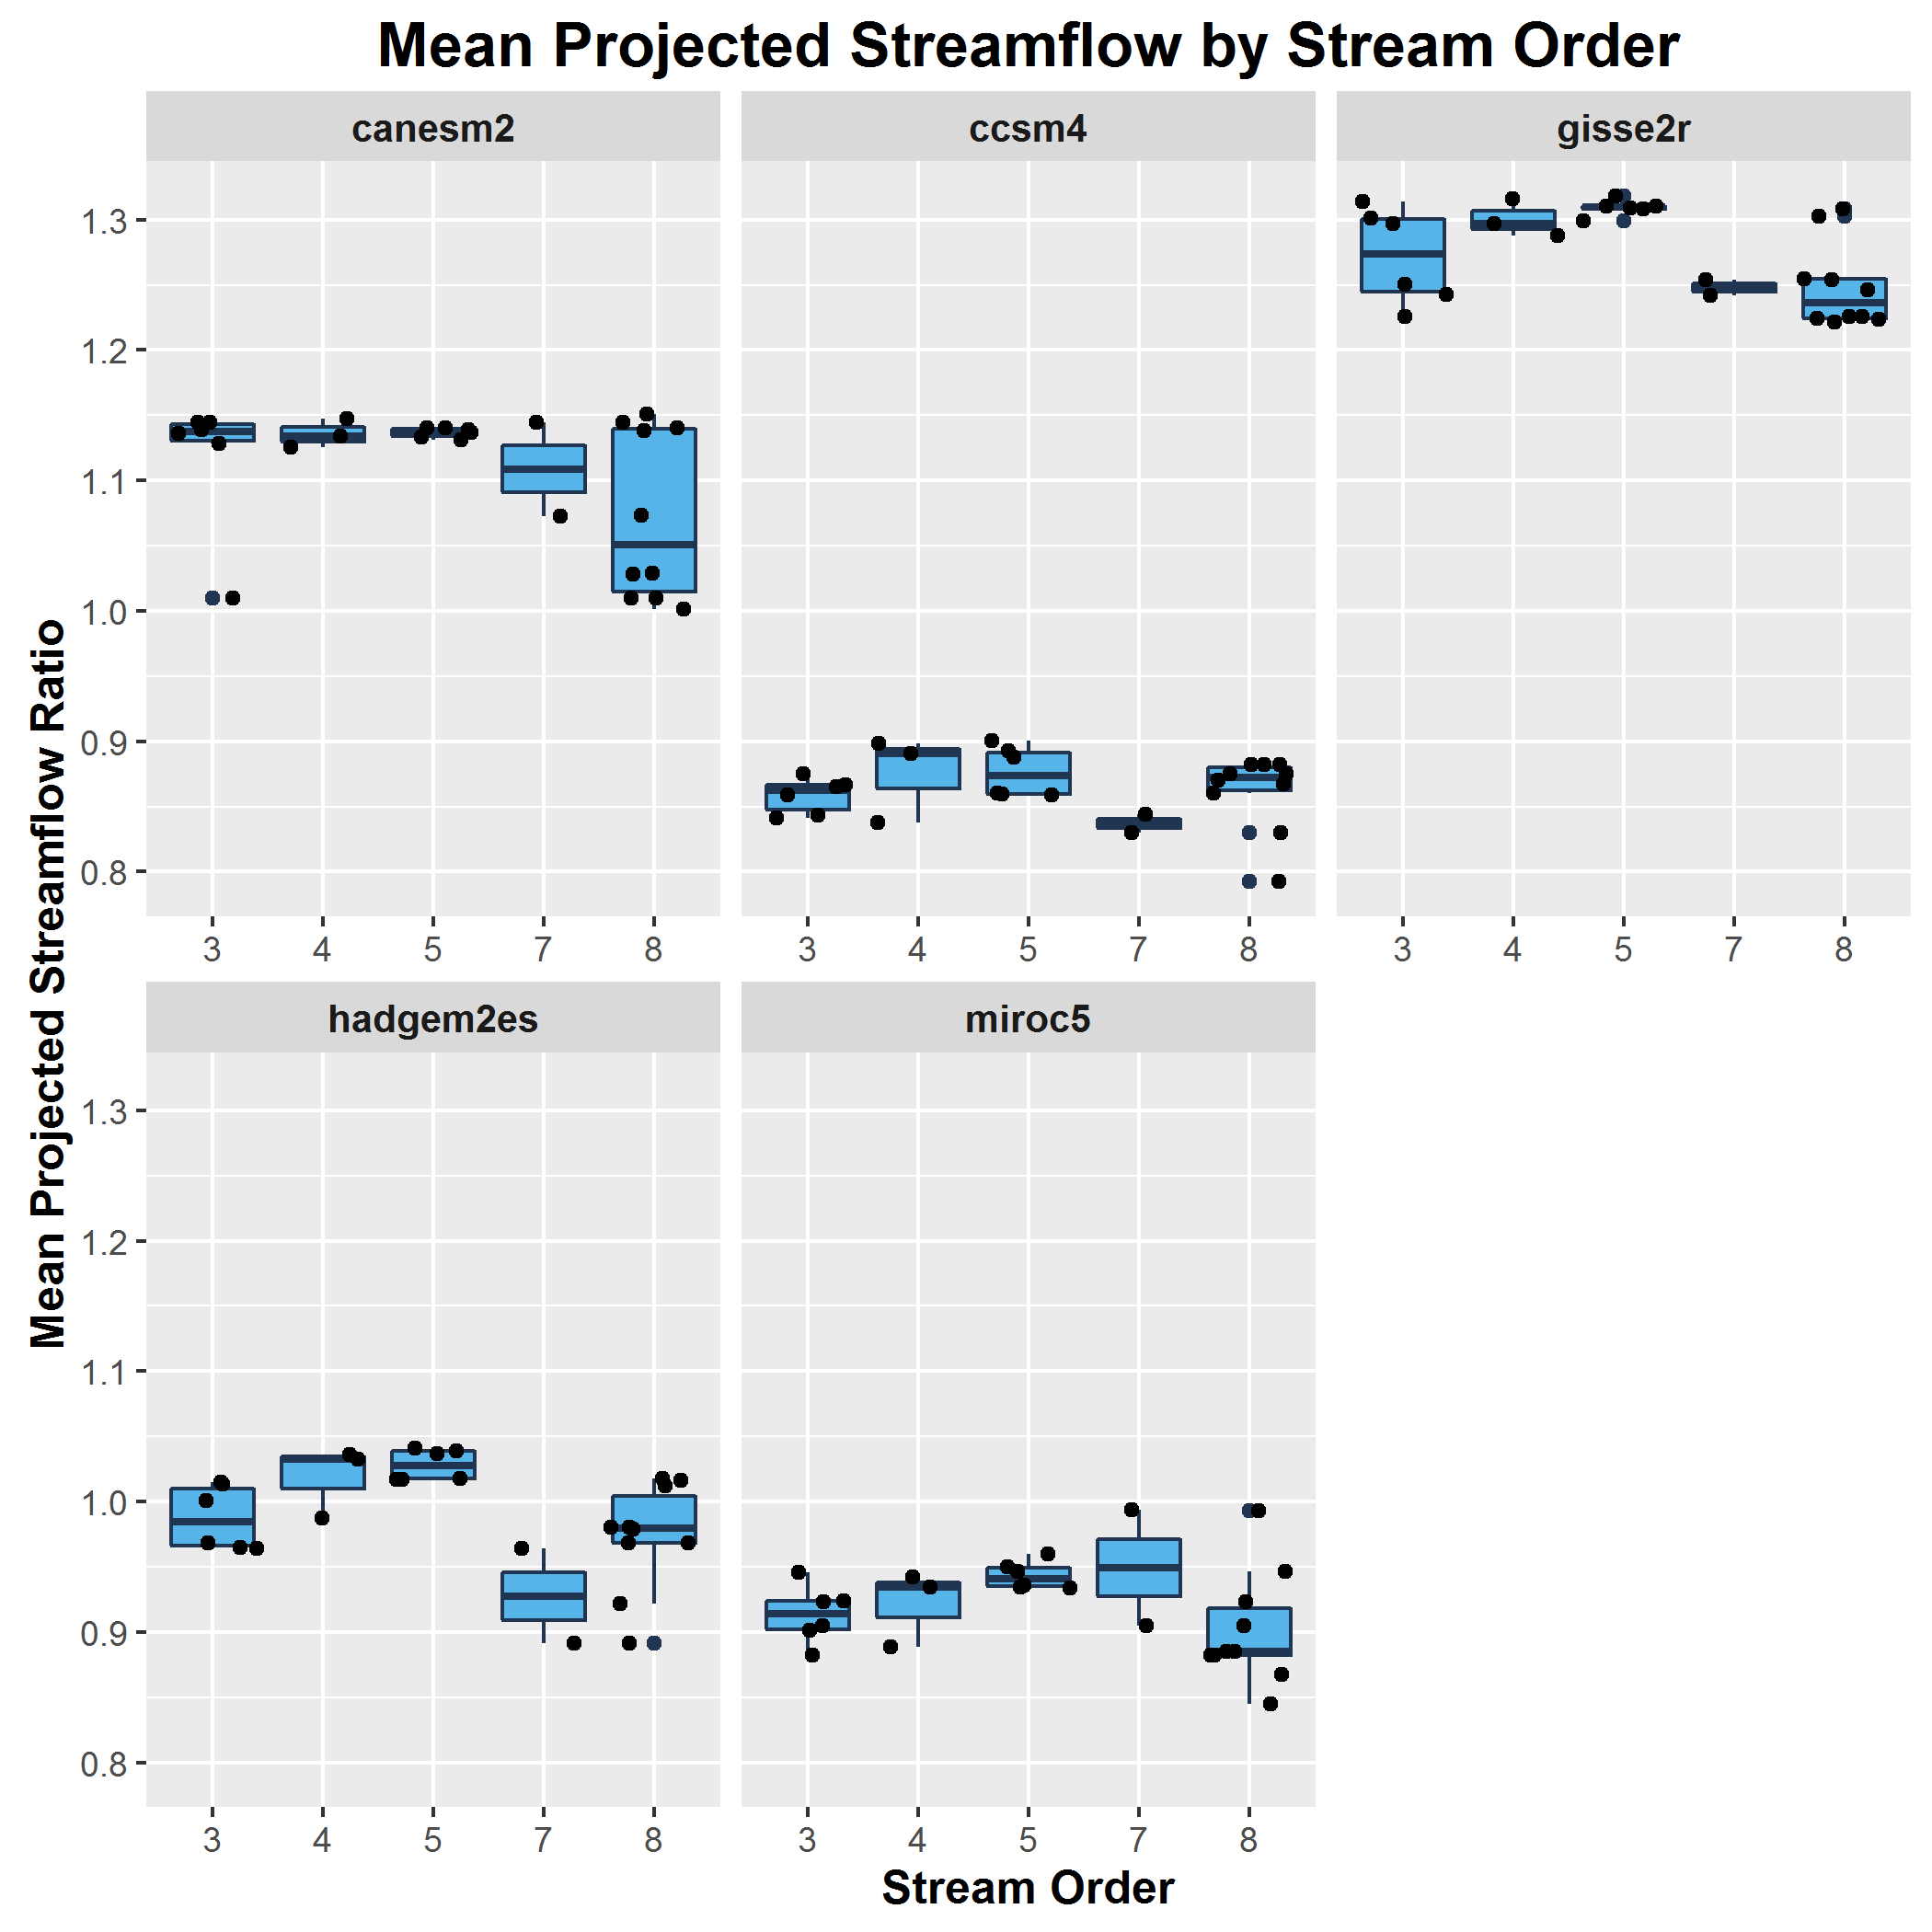 Mean Projected Streamflow by Stream Order
canesm2
ccsm4
gisse2r
1.3
1.2
1.1
1.0
0.9
0.8
3 4 5 7 8
3 4 5 7 8
3 4 5 7 8
Mean Projected Streamflow Ratio
hadgem2es
miroc5
1.3
1.2
1.1
1.0
0.9
0.8
3 4 5 7 8
3 4 5 7 8
Stream Order